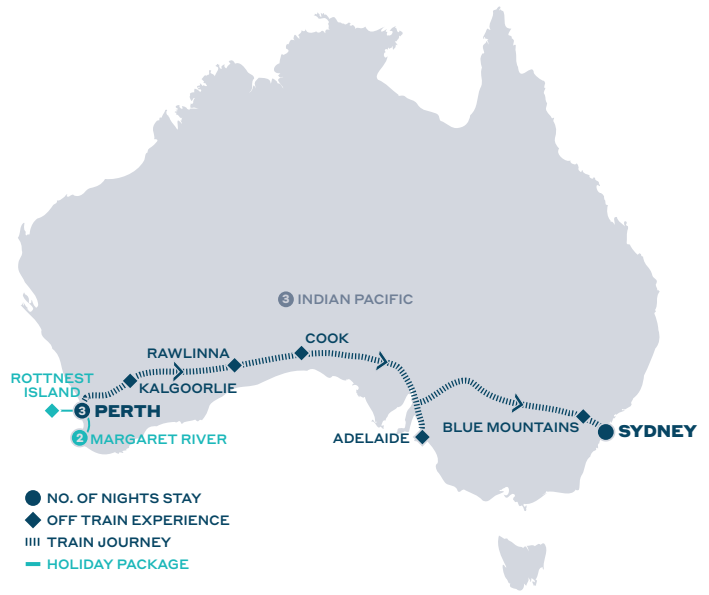 3 INDIAN PACIFIC
COOK
RAWLINNA
KALGOORLIE
ROTTNEST
ISLAND
3 PERTH
2 MARGARET RIVER
ADELAIDE
BLUE MOUNTAINS
SYDNEY
NO. OF NIGHTS STAY
OFF TRAIN EXPERIENCE
TRAIN JOURNEY
HOLIDAY PACKAGE